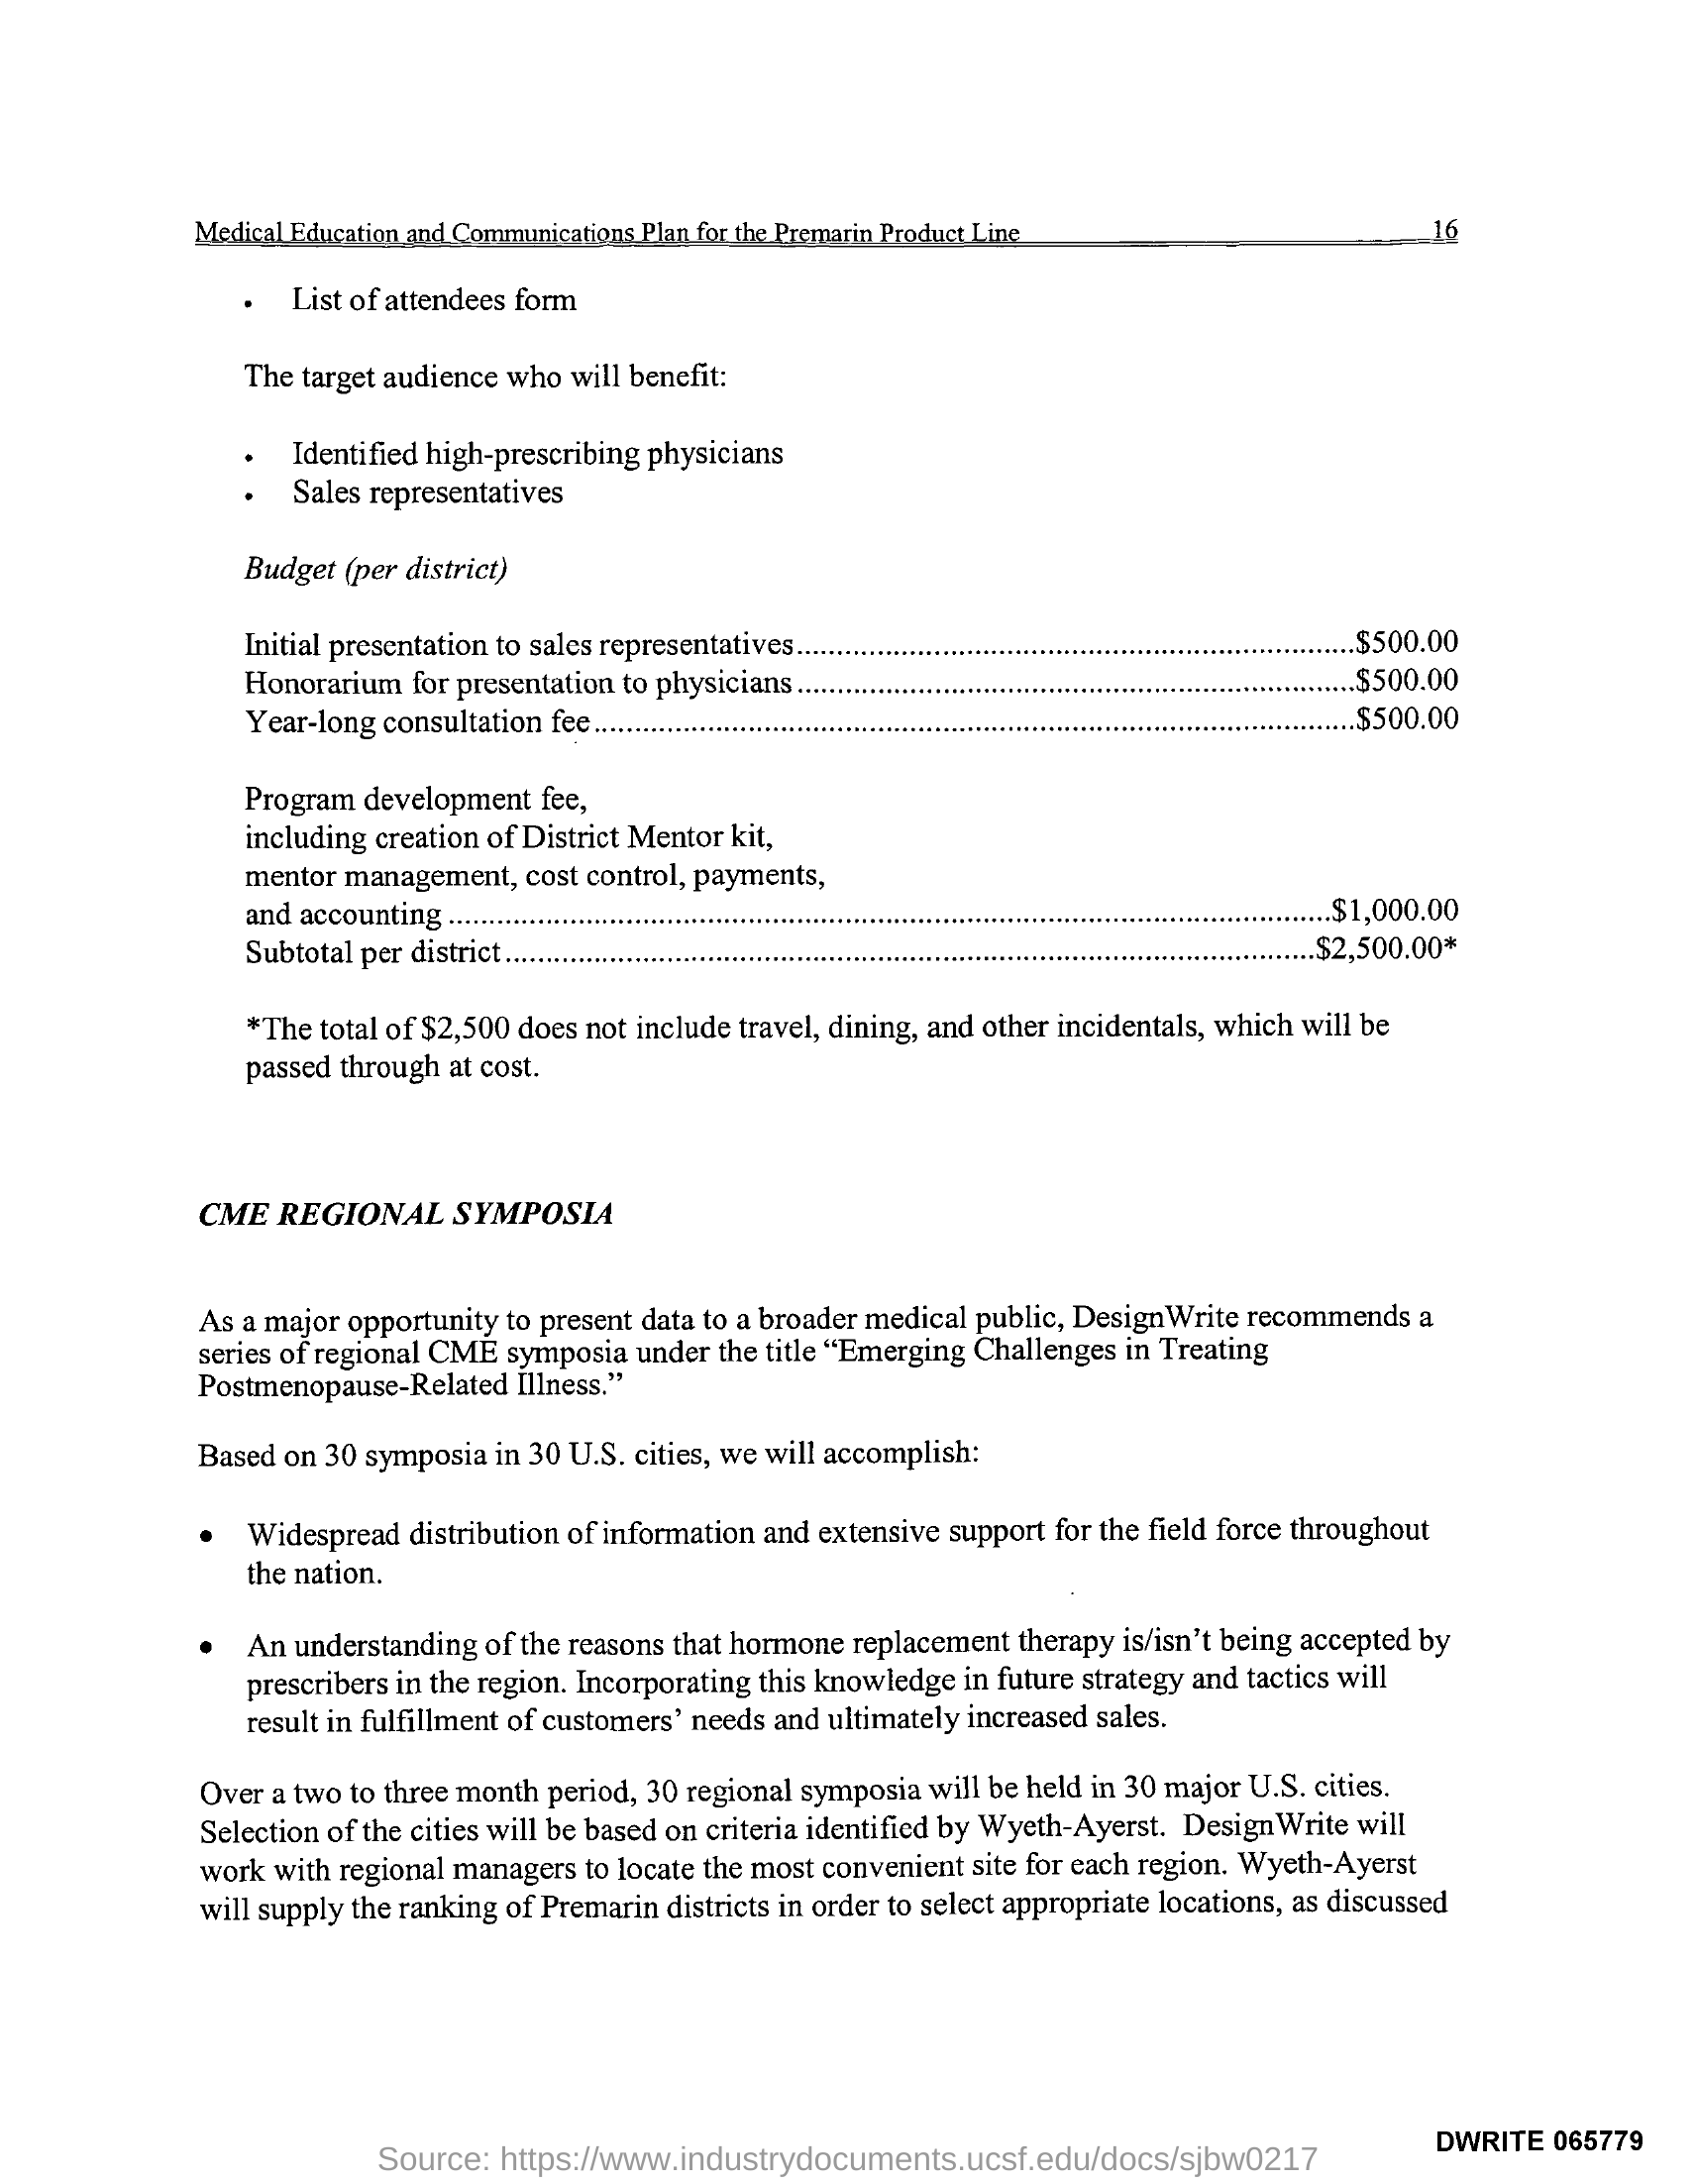 Medical Education and Communications Plan for the Premarin Product Line 16
• List of attendees form
The target audience who will benefit:
• Identified high-prescribing physicians
• Sales representatives
Budget (per district)
Initial presentation to sales representatives....................$500.00
Honorarium for presentation to physicians....................$500.00
Year-long consultation fee....................$500.00
Program development fee,
including creation of District Mentor kit,
mentor management, cost control, payments,
and accounting....................$1,000.00
Subtotal per district....................$2,500.00*
*The total of $2,500 does not include travel, dining, and other incidentals, which will be
passed through at cost.
CME REGIONAL SYMPOSIA
As a major opportunity to present data to a broader medical public, DesignWrite recommends a
series of regional CME symposia under the title “Emerging Challenges in Treating
Postmenopause-Related Illness.”
Based on 30 symposia in 30 U.S. cities, we will accomplish:
• Widespread distribution of information and extensive support for the field force throughout
the nation.
• An understanding of the reasons that hormone replacement therapy is/isn’t being accepted by
prescribers in the region. Incorporating this knowledge in future strategy and tactics will
result in fulfillment of customers’ needs and ultimately increased sales.
Over a two to three month period, 30 regional symposia will be held in 30 major U.S. cities.
Selection of the cities will be based on criteria identified by Wyeth-Ayerst. DesignWrite will
work with regional managers to locate the most convenient site for each region. Wyeth-Ayerst
will supply the ranking of Premarin districts in order to select appropriate locations, as discussed
DWRITE 065779
Source: https://www.industrydocuments.ucsf.edu/docs/sjbw0217